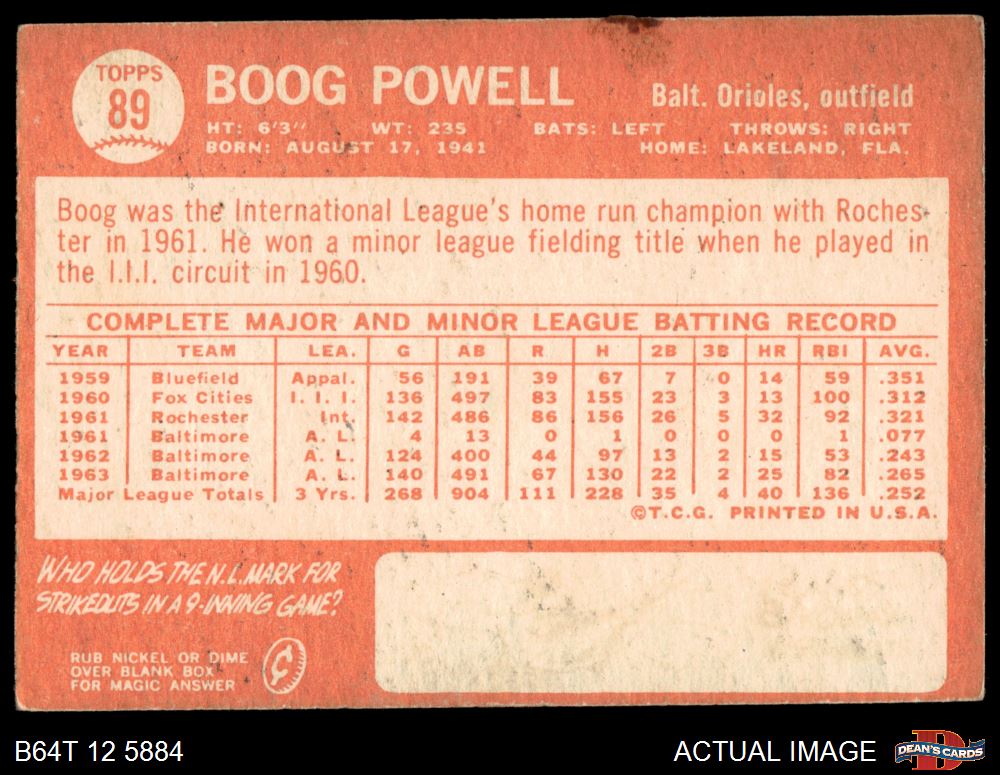 TOPPS
89
BOOG POWELL
Balt. Orioles, outfield
HT: 6'3" WT: 235 BATS: LEFT THROWS: RIGHT
BORN: AUGUST 17, 1941 HOME: LAKELAND, FLA.
Boog was the International League's home run champion with Roches-
ter in 1961. He won a minor league fielding title when he played in
the I.I.I. circuit in 1960.
COMPLETE MAJOR AND MINOR LEAGUE BATTING RECORD
YEAR TEAM LEA. G AB R H 2B 3B HR RBI AVG.
1959 Bluefield Appal. 56 191 39 67 7 0 14 59 .351
1960 Fox Cities I. I. I. 136 497 83 155 23 3 13 100 .312
1961 Rochester Int. 142 486 86 156 26 5 32 92 .321
1961 Baltimore A. L. 4 13 0 1 0 0 0 1 .077
1962 Baltimore A. L. 124 400 44 97 13 2 15 53 .243
1963 Baltimore A. L. 140 491 67 130 22 2 25 82 .265
Major League Totals 3 Yrs. 268 904 111 228 35 4 40 136 .252
©T.C.G. PRINTED IN U.S.A.
WHO HOLDS THE N.L. MARK FOR
STRIKEOUTS IN A 9-INNING GAME?
RUB NICKEL OR DIME
OVER BLANK BOX
FOR MAGIC ANSWER
¢
B64T 12 5884
ACTUAL IMAGE
DEAN'S CARDS